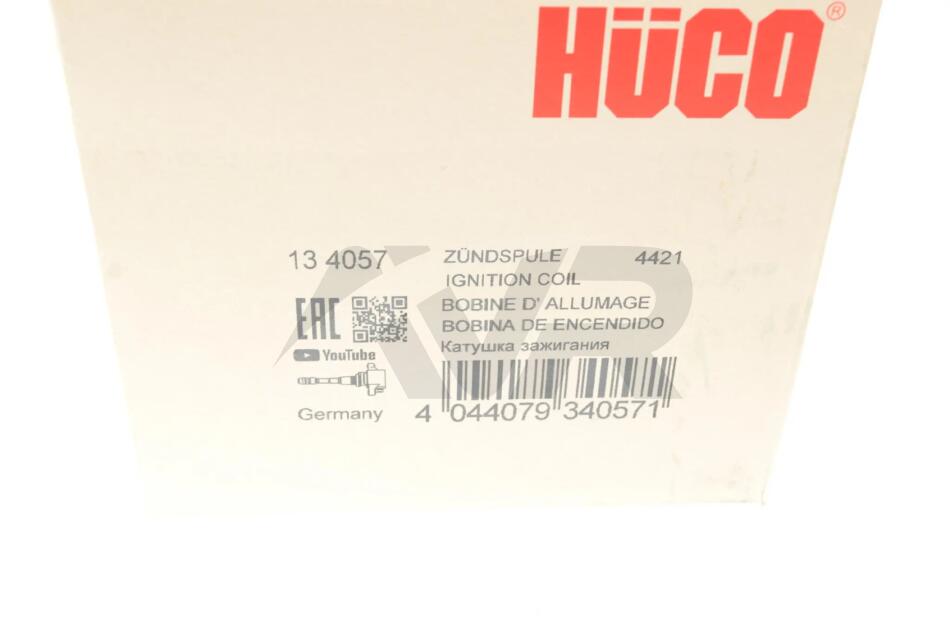 HÜCO®
13 4057
ZÜNDSPULE 4421
IGNITION COIL
BOBINE D' ALLUMAGE
BOBINA DE ENCENDIDO
Катушка зажигания
EAC
YouTube
Germany
4 044079 340571
VR